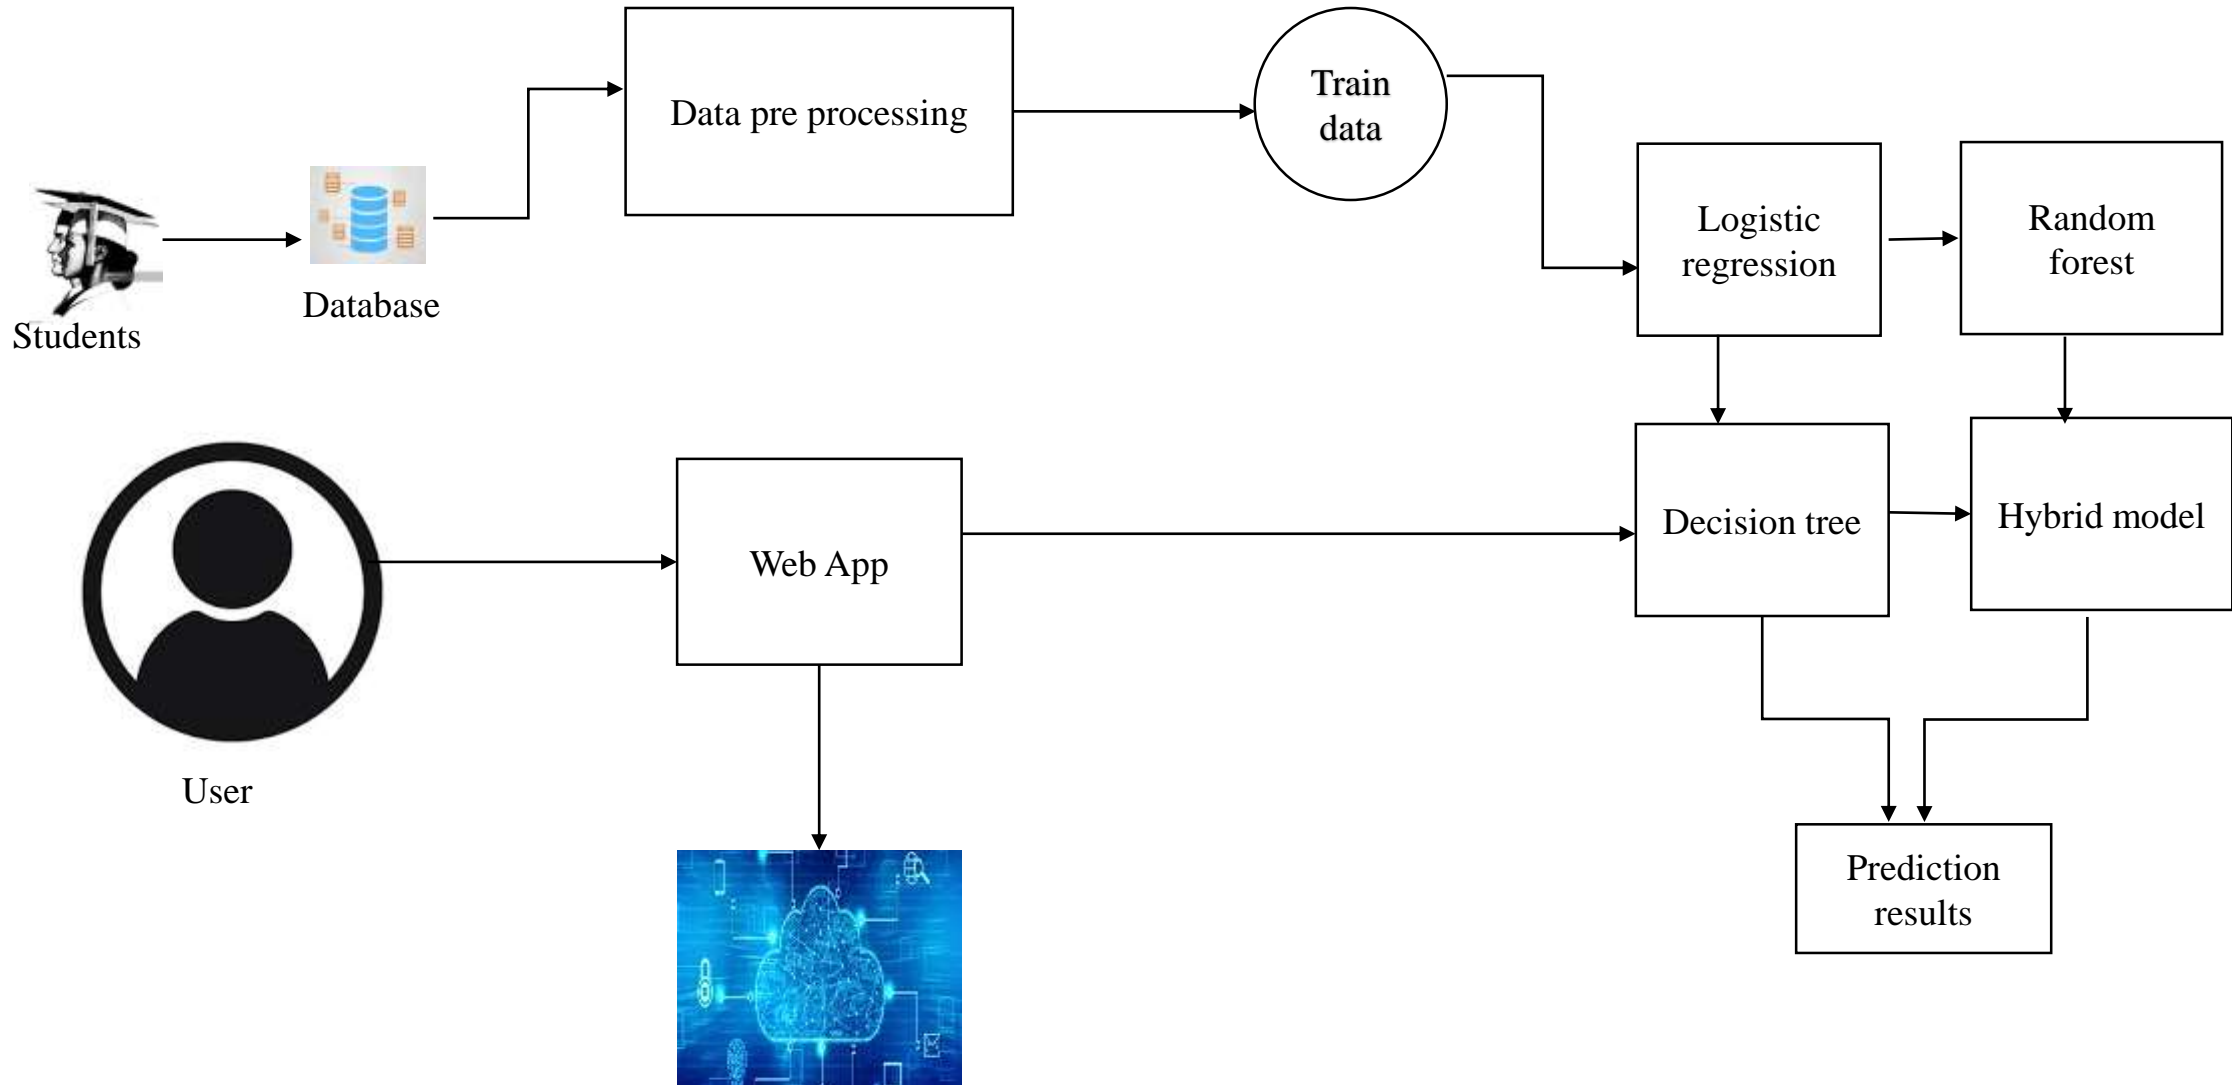 Data pre processing
Train
data
Logistic
regression
Random
forest
Database
Students
Web App
Decision tree
Hybrid model
User
Prediction
results